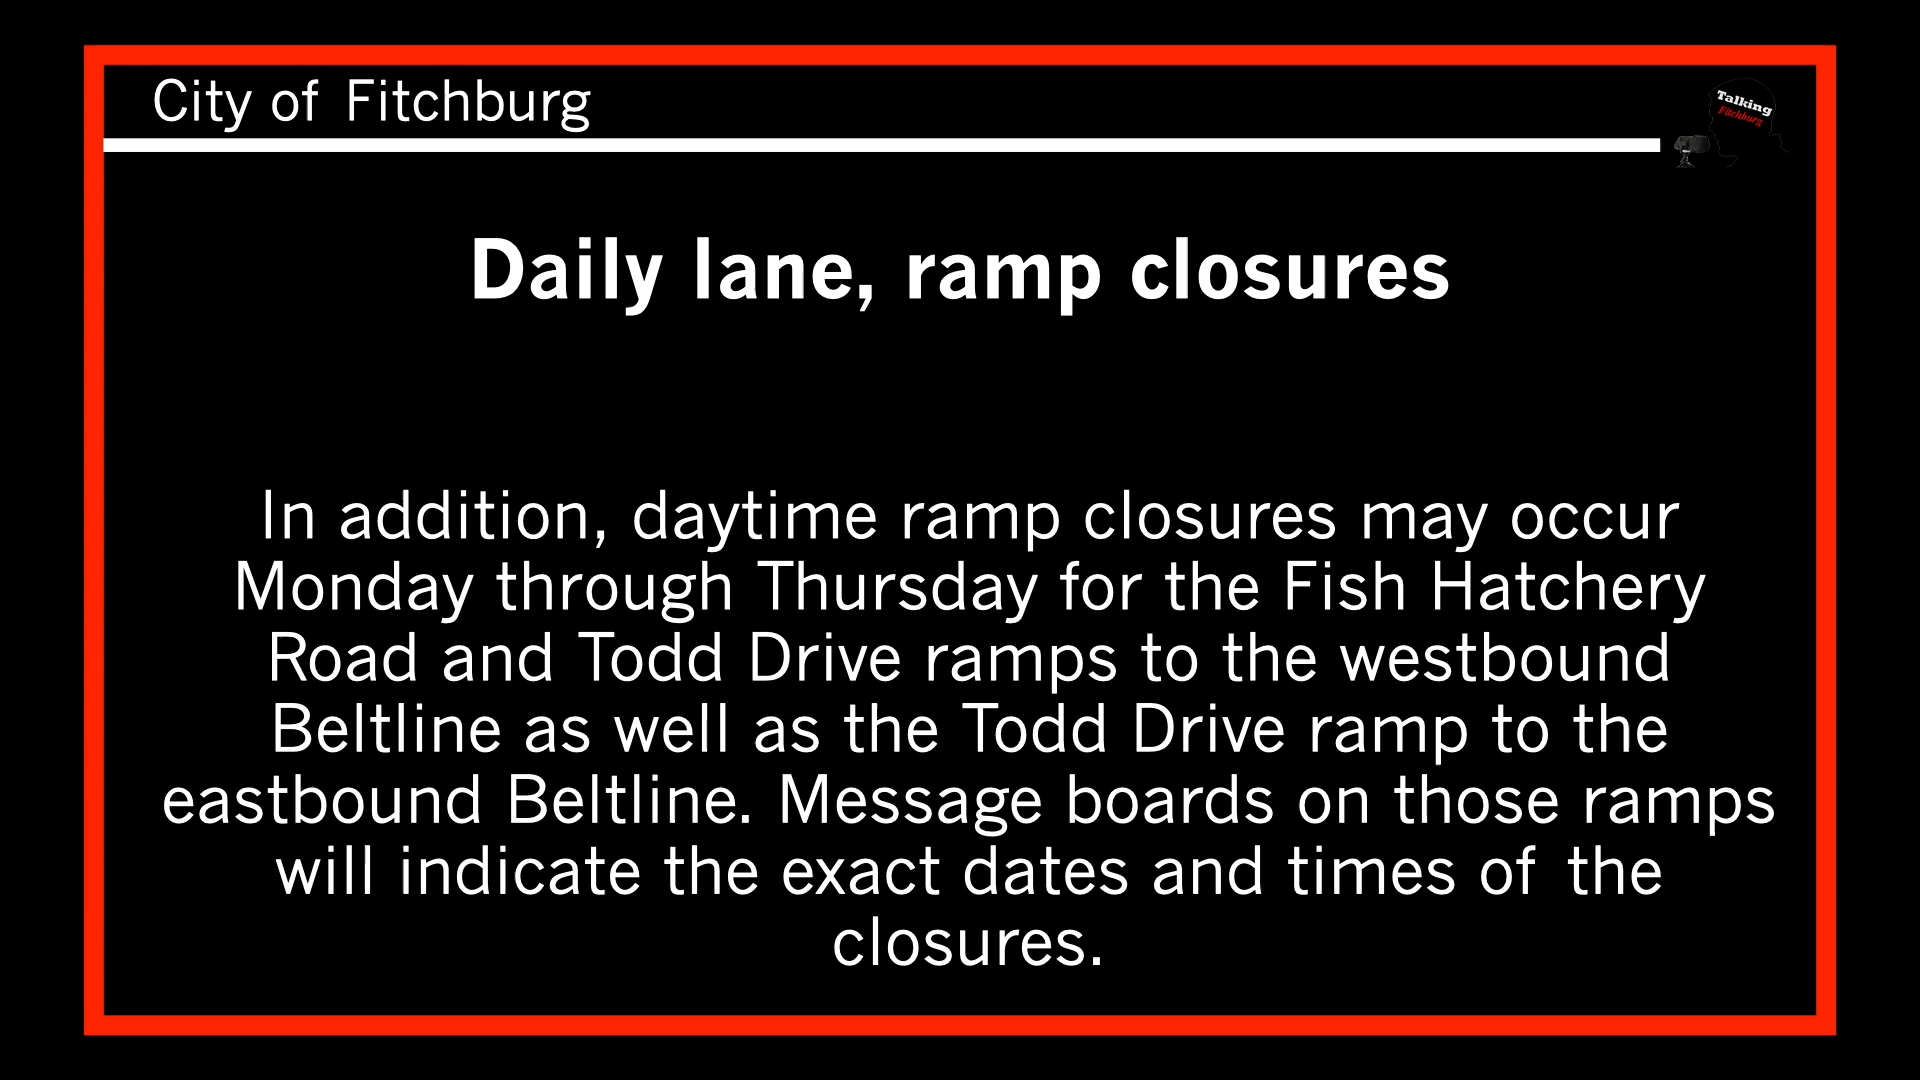 City of Fitchburg
Talking
Fitchburg
Daily lane, ramp closures
In addition, daytime ramp closures may occur
Monday through Thursday for the Fish Hatchery
Road and Todd Drive ramps to the westbound
Beltline as well as the Todd Drive ramp to the
eastbound Beltline. Message boards on those ramps
will indicate the exact dates and times of the
closures.